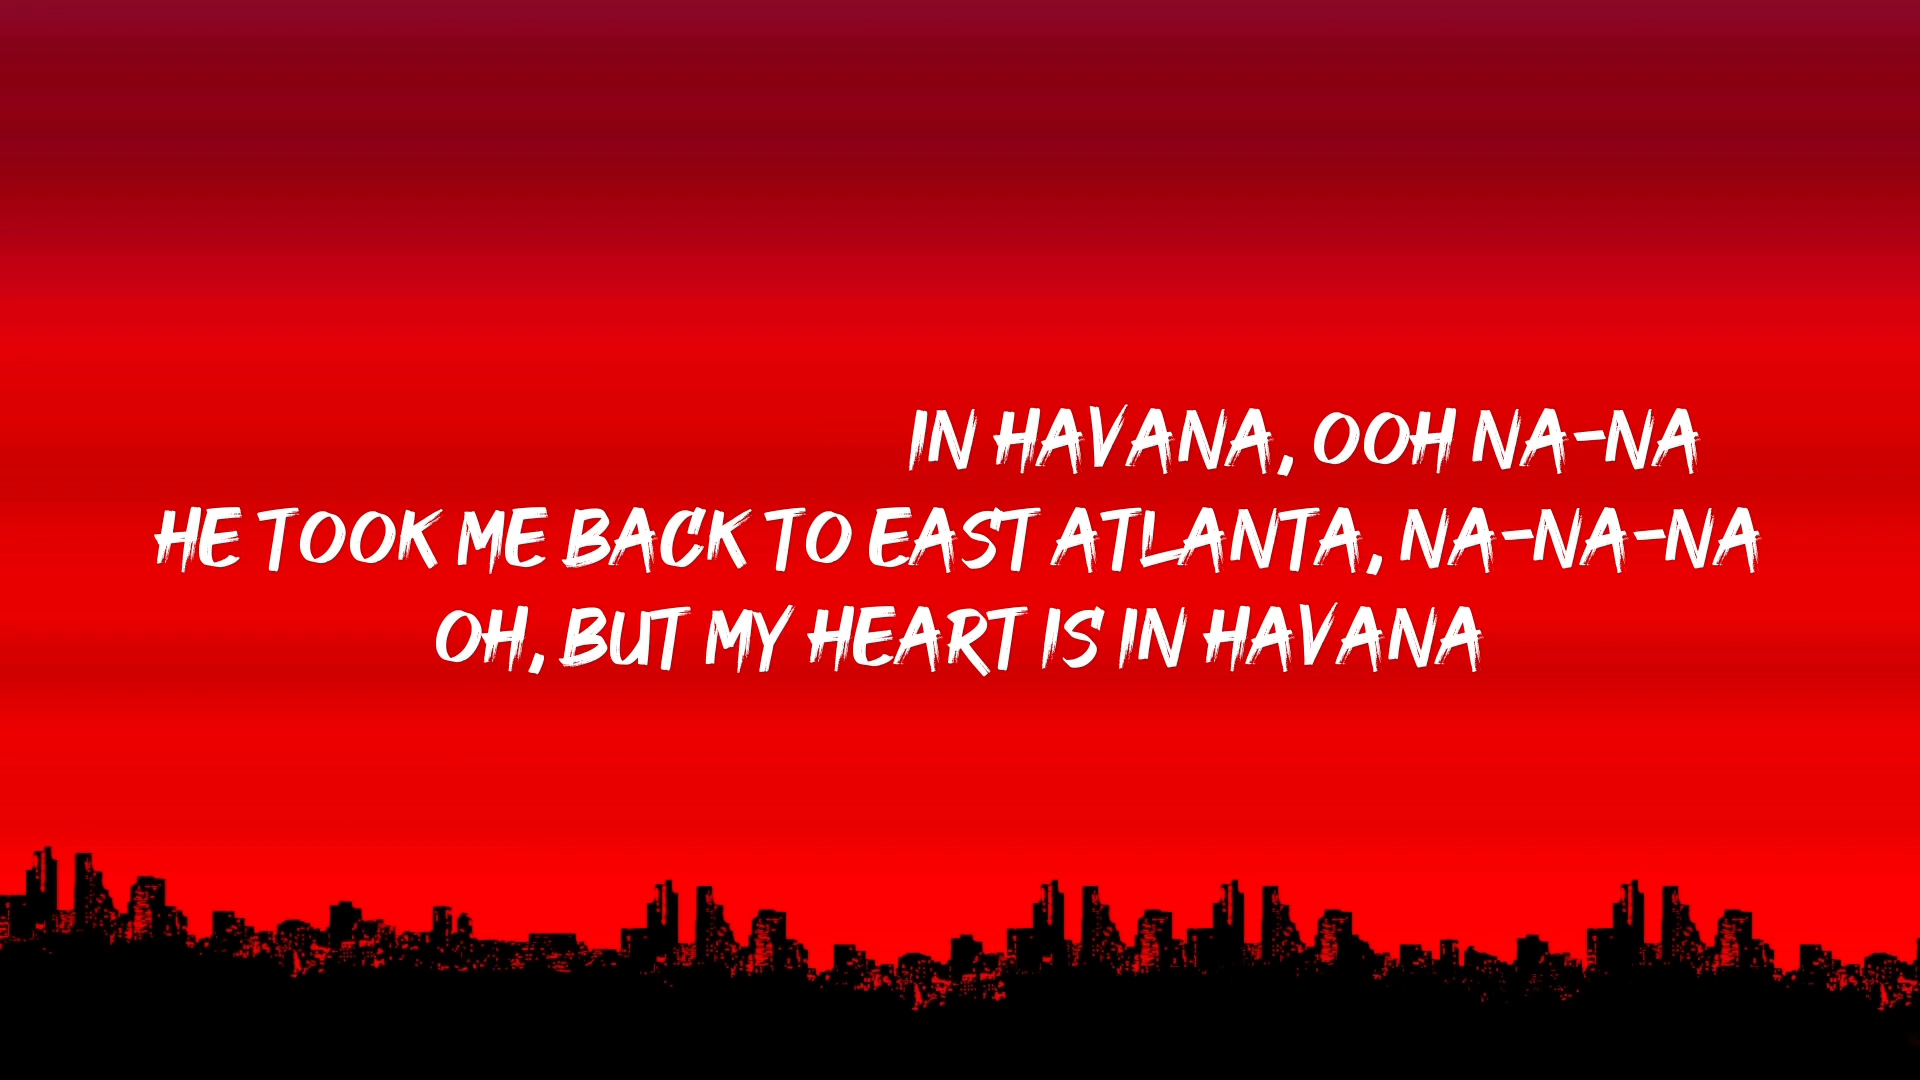 IN HAVANA, OOH NA-NA
HE TOOK ME BACK TO EAST ATLANTA, NA-NA-NA
OH, BUT MY HEART IS IN HAVANA